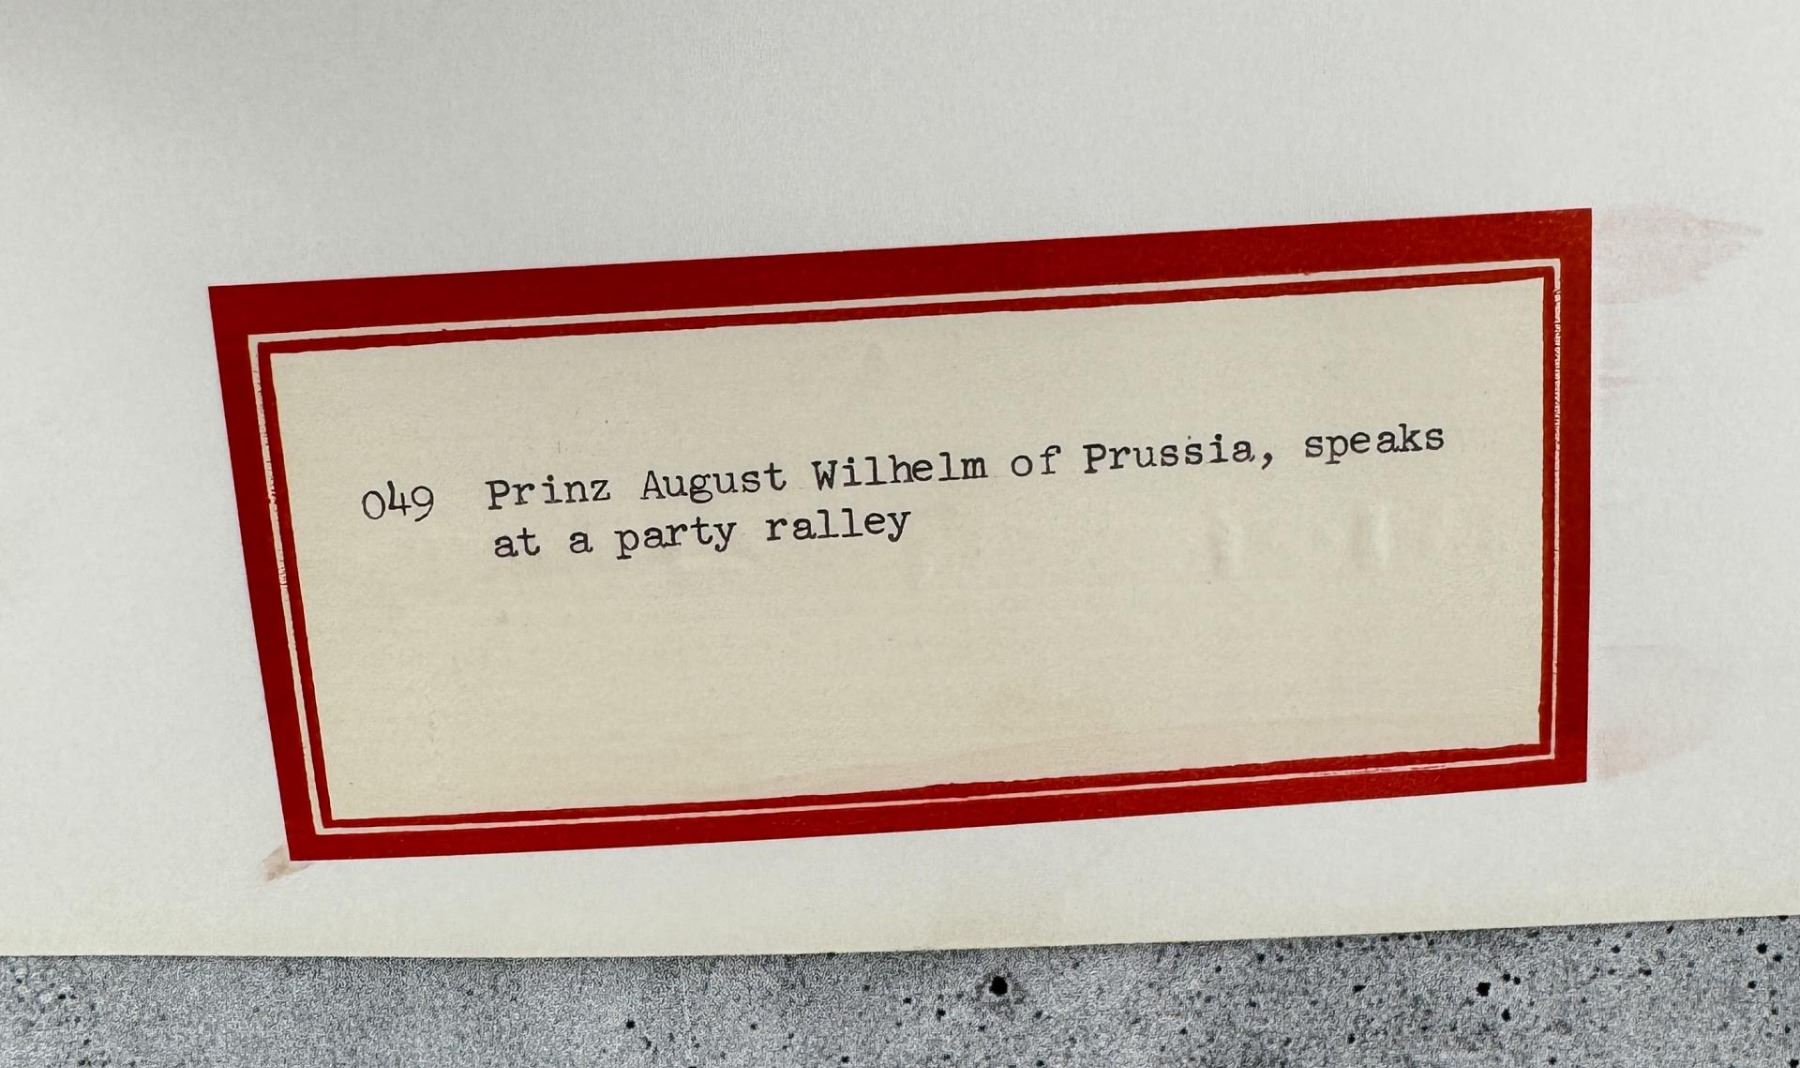 049 Prinz August Wilhelm of Prussia, speaks
at a party ralley